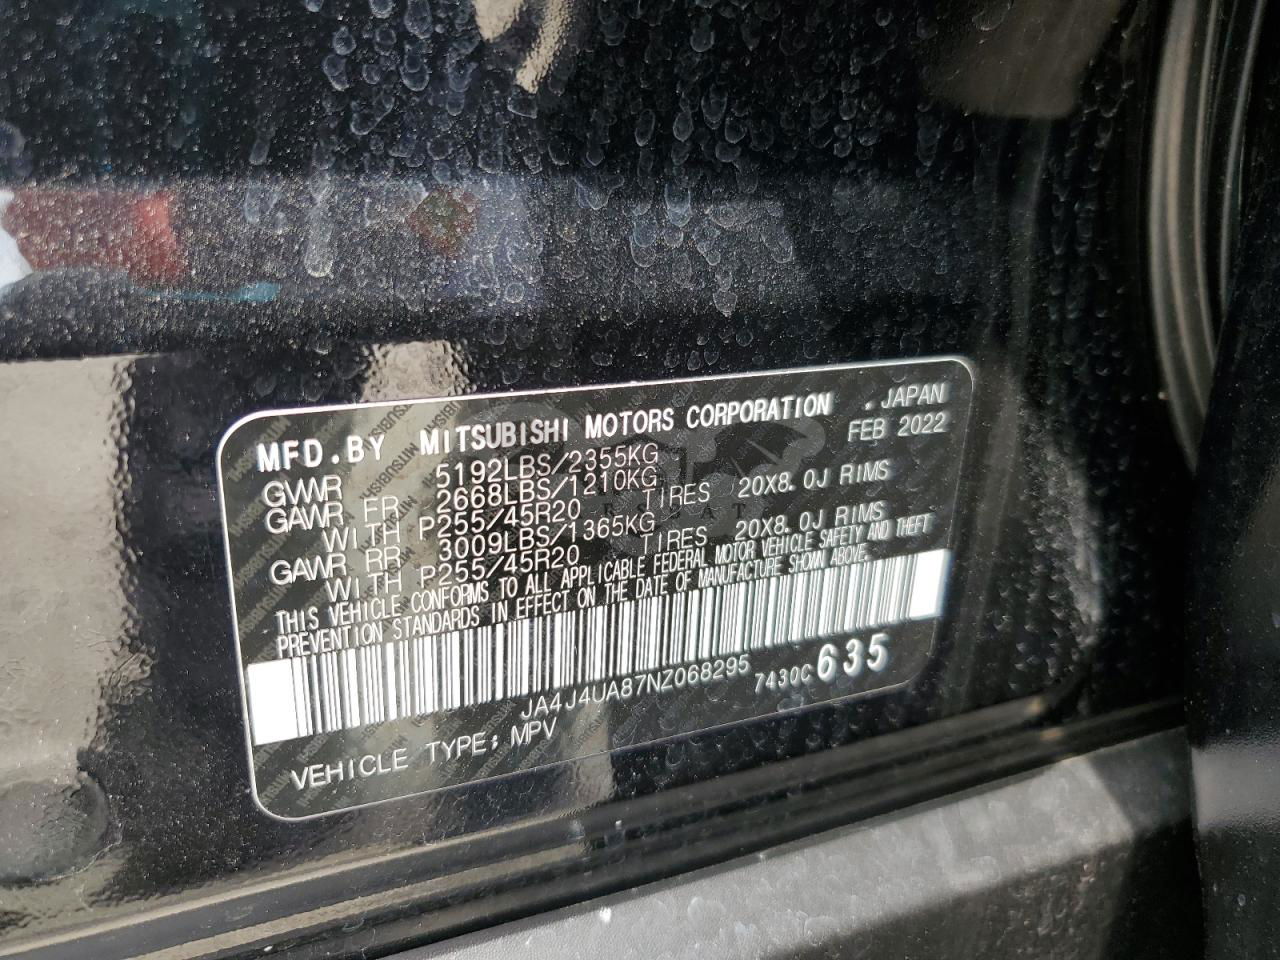 MFD.BY MITSUBISHI MOTORS CORPORATION .JAPAN
GVWR 5192LBS/2355KG FEB 2022
GAWR FR 2668LBS/1210KG
WITH P255/45R20 TIRES 20X8.0J RIMS
GAWR RR 3009LBS/1365KG
WITH P255/45R20 TIRES 20X8.0J RIMS
THIS VEHICLE CONFORMS TO ALL APPLICABLE FEDERAL MOTOR VEHICLE SAFETY AND THEFT
PREVENTION STANDARDS IN EFFECT ON THE DATE OF MANUFACTURE SHOWN ABOVE.
JA4J4UA87NZ068295 7430C 635
VEHICLE TYPE; MPV